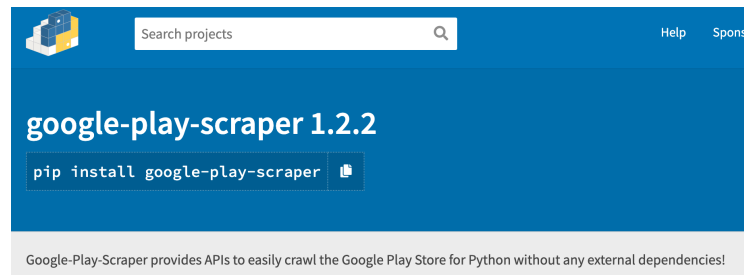 Search projects
Help
google-play-scraper 1.2.2
pip install google-play-scraper
Google-Play-Scraper provides APIs to easily crawl the Google Play Store for Python without any external dependencies!